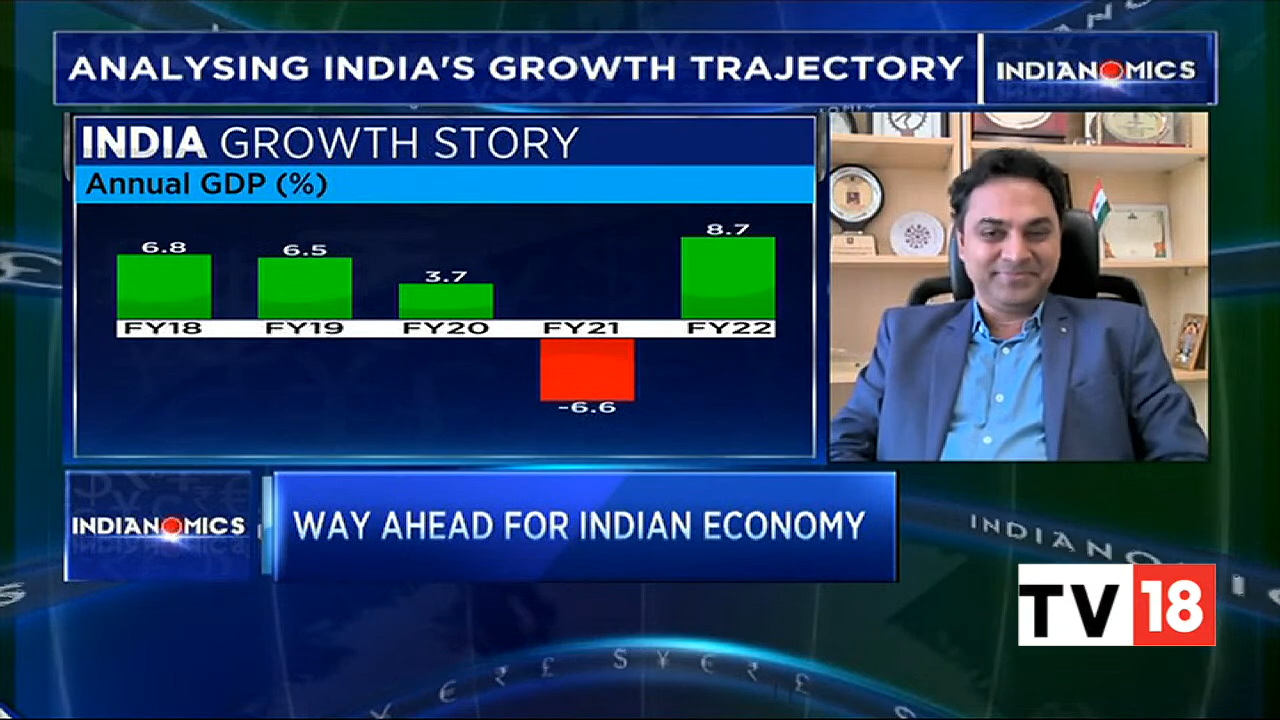 ANALYSING INDIA'S GROWTH TRAJECTORY
INDIANOMICS
INDIA GROWTH STORY
Annual GDP (%)
6.8
6.5
3.7
8.7
FY18
FY19
FY20
FY21
FY22
-6.6
INDIANOMICS
WAY AHEAD FOR INDIAN ECONOMY
INDIANO
TV18
€ ₹ £ $ ¥ € ₹ £